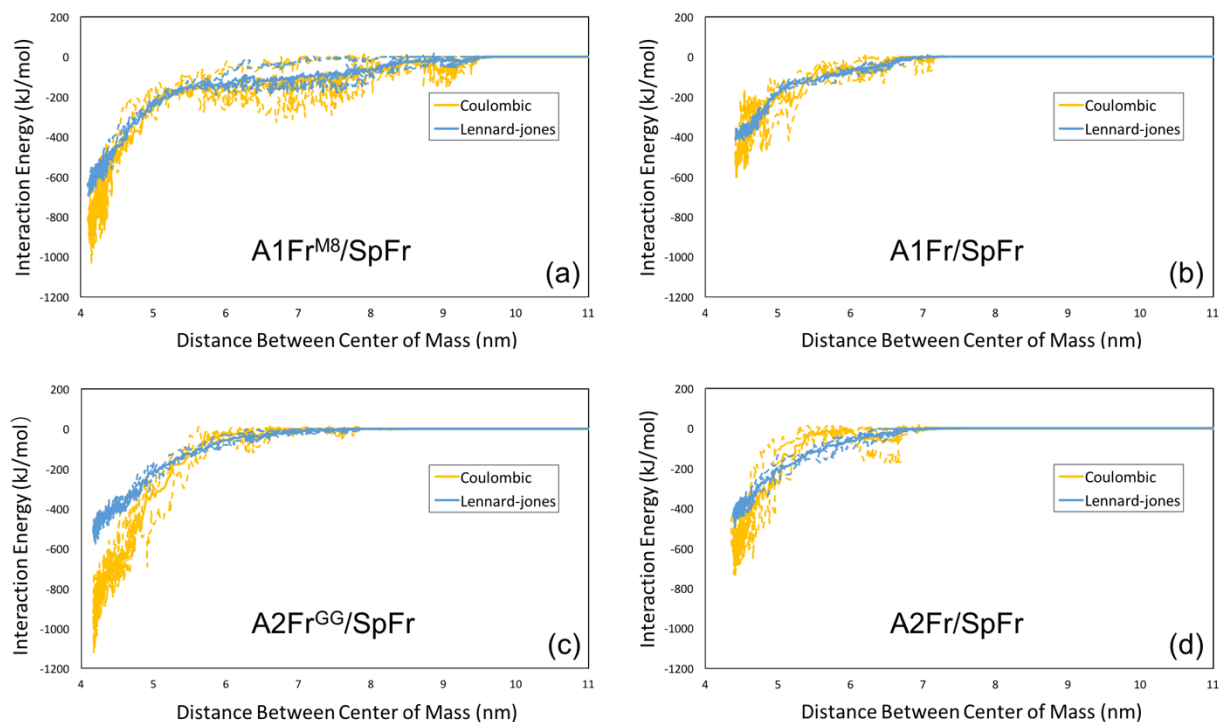 200
0
-200
-400
-600
-800
-1000
-1200
4 5 6 7 8 9 10 11
Interaction Energy (kJ/mol)
Distance Between Center of Mass (nm)
Coulombic
Lennard-jones
A1Fr^M8/SpFr
(a)
200
0
-200
-400
-600
-800
-1000
-1200
4 5 6 7 8 9 10 11
Interaction Energy (kJ/mol)
Distance Between Center of Mass (nm)
Coulombic
Lennard-jones
A1Fr/SpFr
(b)
200
0
-200
-400
-600
-800
-1000
-1200
4 5 6 7 8 9 10 11
Interaction Energy (kJ/mol)
Distance Between Center of Mass (nm)
Coulombic
Lennard-jones
A2Fr^GG/SpFr
(c)
200
0
-200
-400
-600
-800
-1000
-1200
4 5 6 7 8 9 10 11
Interaction Energy (kJ/mol)
Distance Between Center of Mass (nm)
Coulombic
Lennard-jones
A2Fr/SpFr
(d)